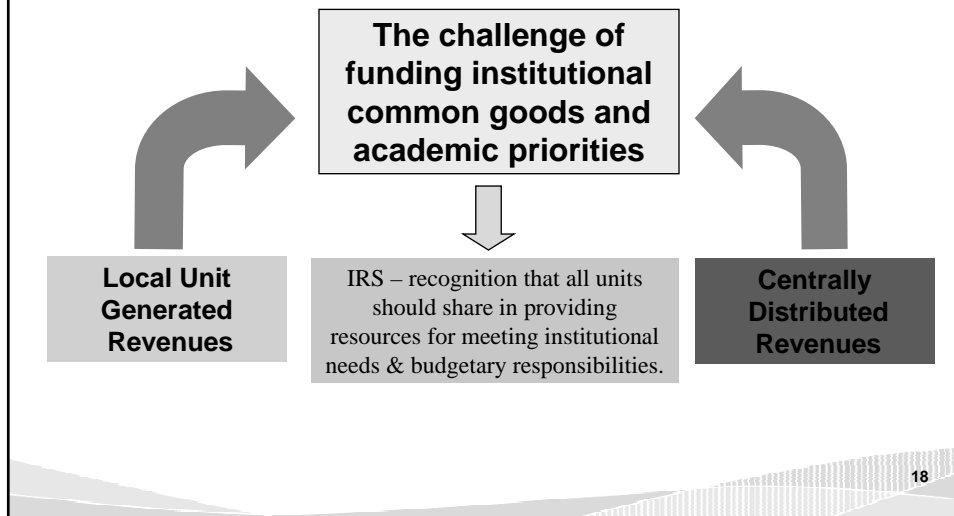 The challenge of
funding institutional
common goods and
academic priorities
Local Unit
Generated
Revenues
IRS – recognition that all units
should share in providing
resources for meeting institutional
needs & budgetary responsibilities.
Centrally
Distributed
Revenues
18